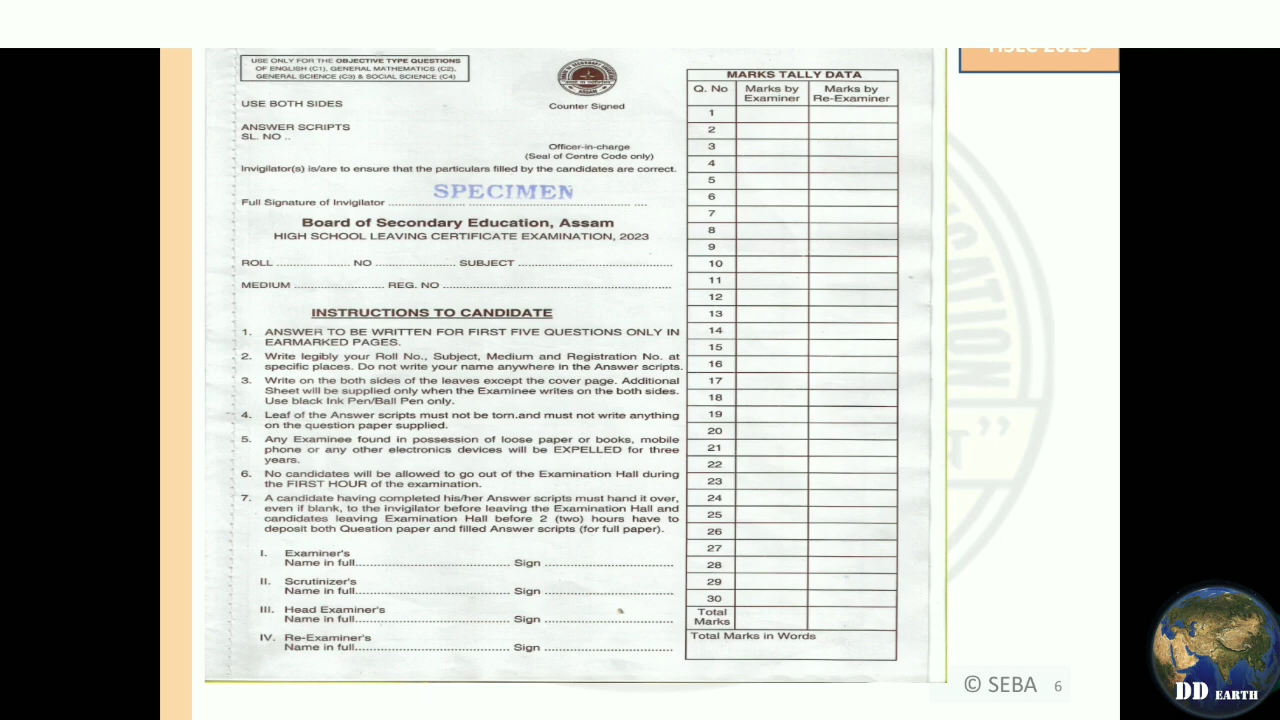 HSLC 2023
USE ONLY FOR THE OBJECTIVE TYPE QUESTIONS
OF ENGLISH (C1), GENERAL MATHEMATICS (C2),
GENERAL SCIENCE (C3) & SOCIAL SCIENCE (C4)
USE BOTH SIDES
Counter Signed
ANSWER SCRIPTS
SL. NO ..
Officer-in-charge
(Seal of Centre Code only)
Invigilator(s) is/are to ensure that the particulars filled by the candidates are correct.
SPECIMEN
Full Signature of Invigilator
Board of Secondary Education, Assam
HIGH SCHOOL LEAVING CERTIFICATE EXAMINATION, 2023
ROLL ..................... NO ...................... SUBJECT ..........................................
MEDIUM ........................ REG. NO ..............................................................
INSTRUCTIONS TO CANDIDATE
1. ANSWER TO BE WRITTEN FOR FIRST FIVE QUESTIONS ONLY IN
EARMARKED PAGES.
2. Write legibly your Roll No., Subject, Medium and Registration No. at
specific places. Do not write your name anywhere in the Answer scripts.
3. Write on the both sides of the leaves except the cover page. Additional
Sheet will be supplied only when the Examinee writes on the both sides.
Use black Ink Pen/Ball Pen only.
4. Leaf of the Answer scripts must not be torn.and must not write anything
on the question paper supplied.
5. Any Examinee found in possession of loose paper or books, mobile
phone or any other electronics devices will be EXPELLED for three
years.
6. No candidates will be allowed to go out of the Examination Hall during
the FIRST HOUR of the examination.
7. A candidate having completed his/her Answer scripts must hand it over,
even if blank, to the invigilator before leaving the Examination Hall and
candidates leaving Examination Hall before 2 (two) hours have to
deposit both Question paper and filled Answer scripts (for full paper).
I. Examiner's
Name in full.......................................... Sign ...................................
II. Scrutinizer's
Name in full.......................................... Sign ...................................
III. Head Examiner's
Name in full.......................................... Sign ...................................
IV. Re-Examiner's
Name in full.......................................... Sign ...................................
MARKS TALLY DATA
Q. No Marks by Examiner Marks by Re-Examiner
1
2
3
4
5
6
7
8
9
10
11
12
13
14
15
16
17
18
19
20
21
22
23
24
25
26
27
28
29
30
Total
Marks
Total Marks in Words
© SEBA 6
DD EARTH